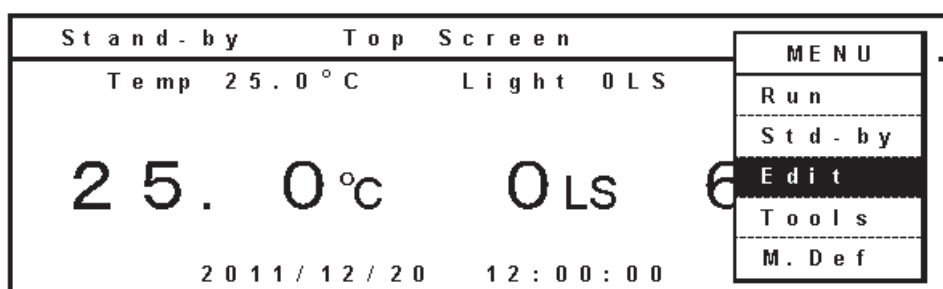 Stand-by Top Screen
Temp 25.0°C Light 0LS
25. 0°C 0LS 6
2011/12/20 12:00:00
MENU
Run
Std-by
Edit
Tools
M.Def